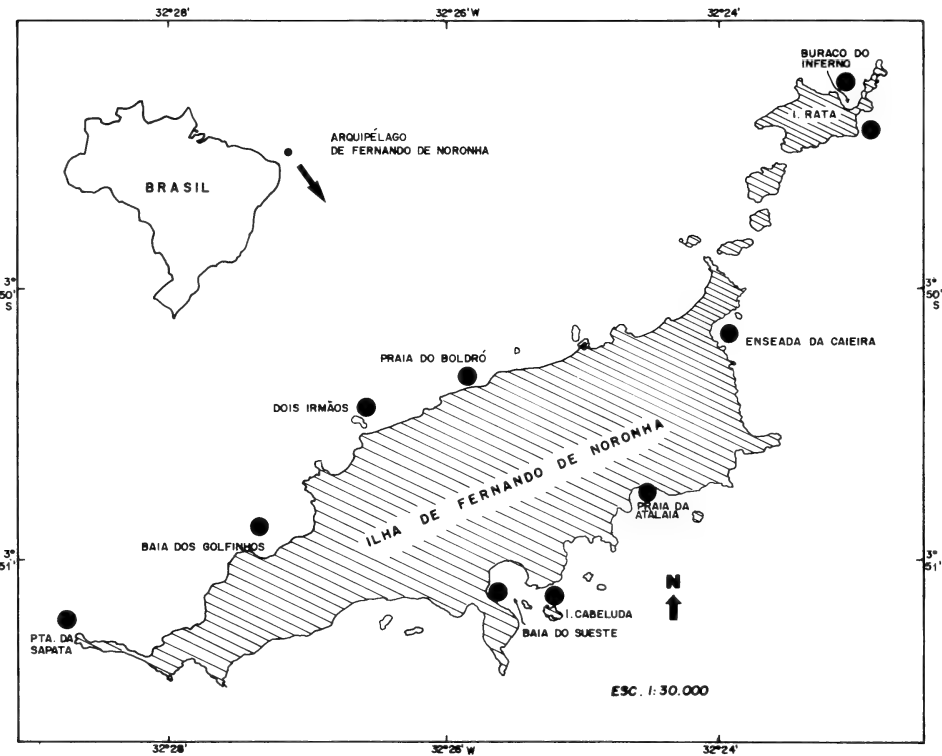 32°28'
32°26'W
32°24'
BURACO DO
INFERNO
I. RATA
ARQUIPÉLAGO
DE FERNANDO DE NORONHA
BRASIL
3°
50'
S
3°
50'
S
ENSEADA DA CAIEIRA
PRAIA DO BOLDRÓ
DOIS IRMÃOS
ILHA DE FERNANDO DE NORONHA
PRAIA DA
ATALAIA
BAIA DOS GOLFINHOS
3°
51'
3°
51'
N
I. CABELUDA
BAIA DO SUESTE
PTA. DA
SAPATA
ESC. 1:30.000
32°28'
32°26'W
32°24'